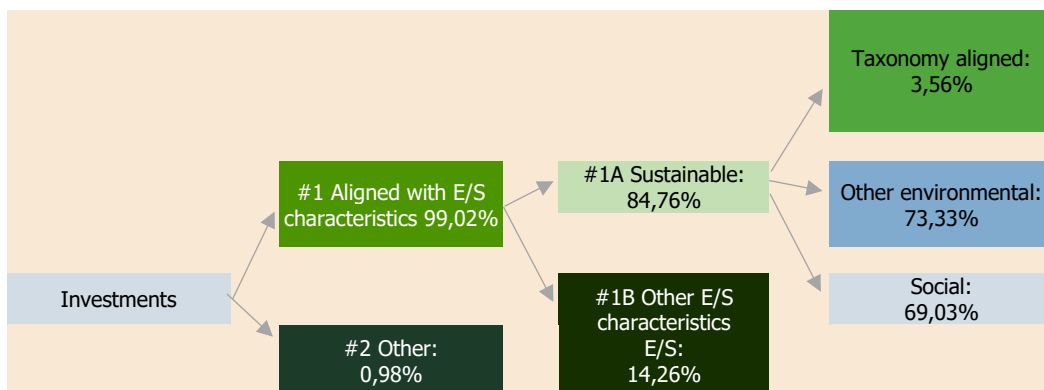 Investments
#1 Aligned with E/S
characteristics 99,02%
#2 Other:
0,98%
#1A Sustainable:
84,76%
#1B Other E/S
characteristics
E/S:
14,26%
Taxonomy aligned:
3,56%
Other environmental:
73,33%
Social:
69,03%